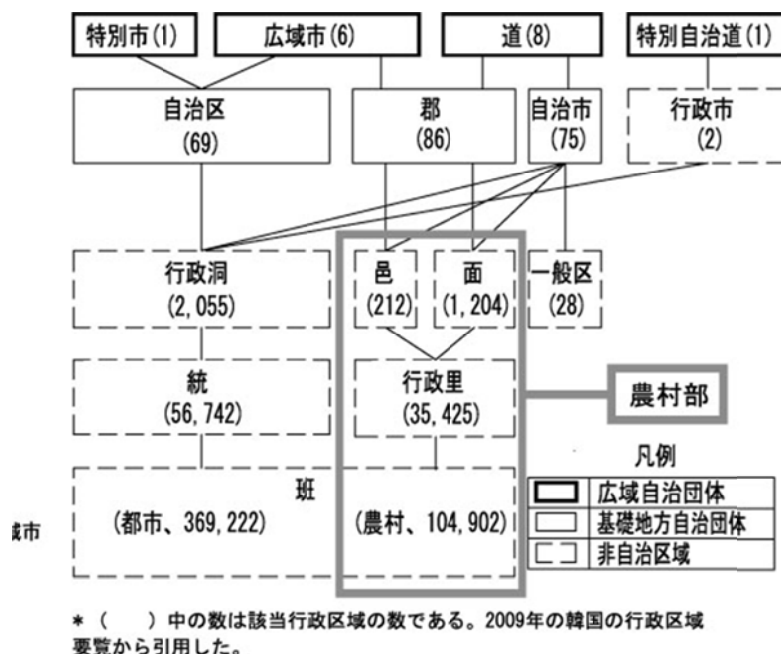 特別市(1) 広域市(6) 道(8) 特別自治道(1)
自治区 郡 自治市 行政市
(69) (86) (75) (2)
行政洞 邑 面 一般区
(2,055) (212) (1,204) (28)
統 行政里 農村部
(56,742) (35,425)
凡例
班
広域自治団体
(都市、369,222) (農村、104,902)
基礎地方自治団体
域市
非自治区域
* (　　) 中の数は該当行政区域の数である。2009年の韓国の行政区域
要覧から引用した。